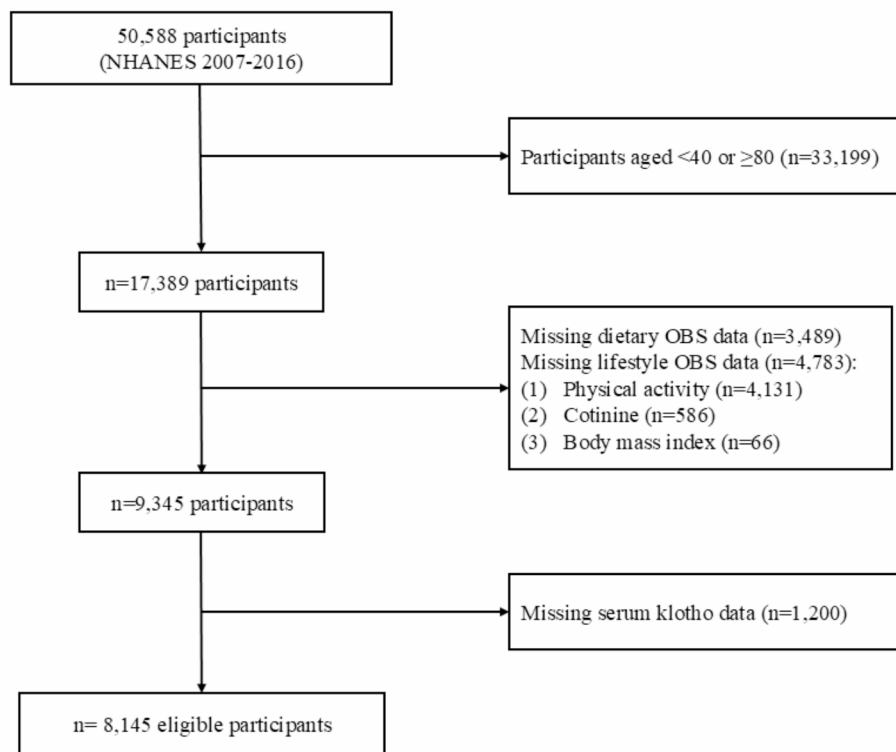 50,588 participants
(NHANES 2007-2016)
Participants aged <40 or ≥80 (n=33,199)
n=17,389 participants
Missing dietary OBS data (n=3,489)
Missing lifestyle OBS data (n=4,783):
(1) Physical activity (n=4,131)
(2) Cotinine (n=586)
(3) Body mass index (n=66)
n=9,345 participants
Missing serum klotho data (n=1,200)
n= 8,145 eligible participants